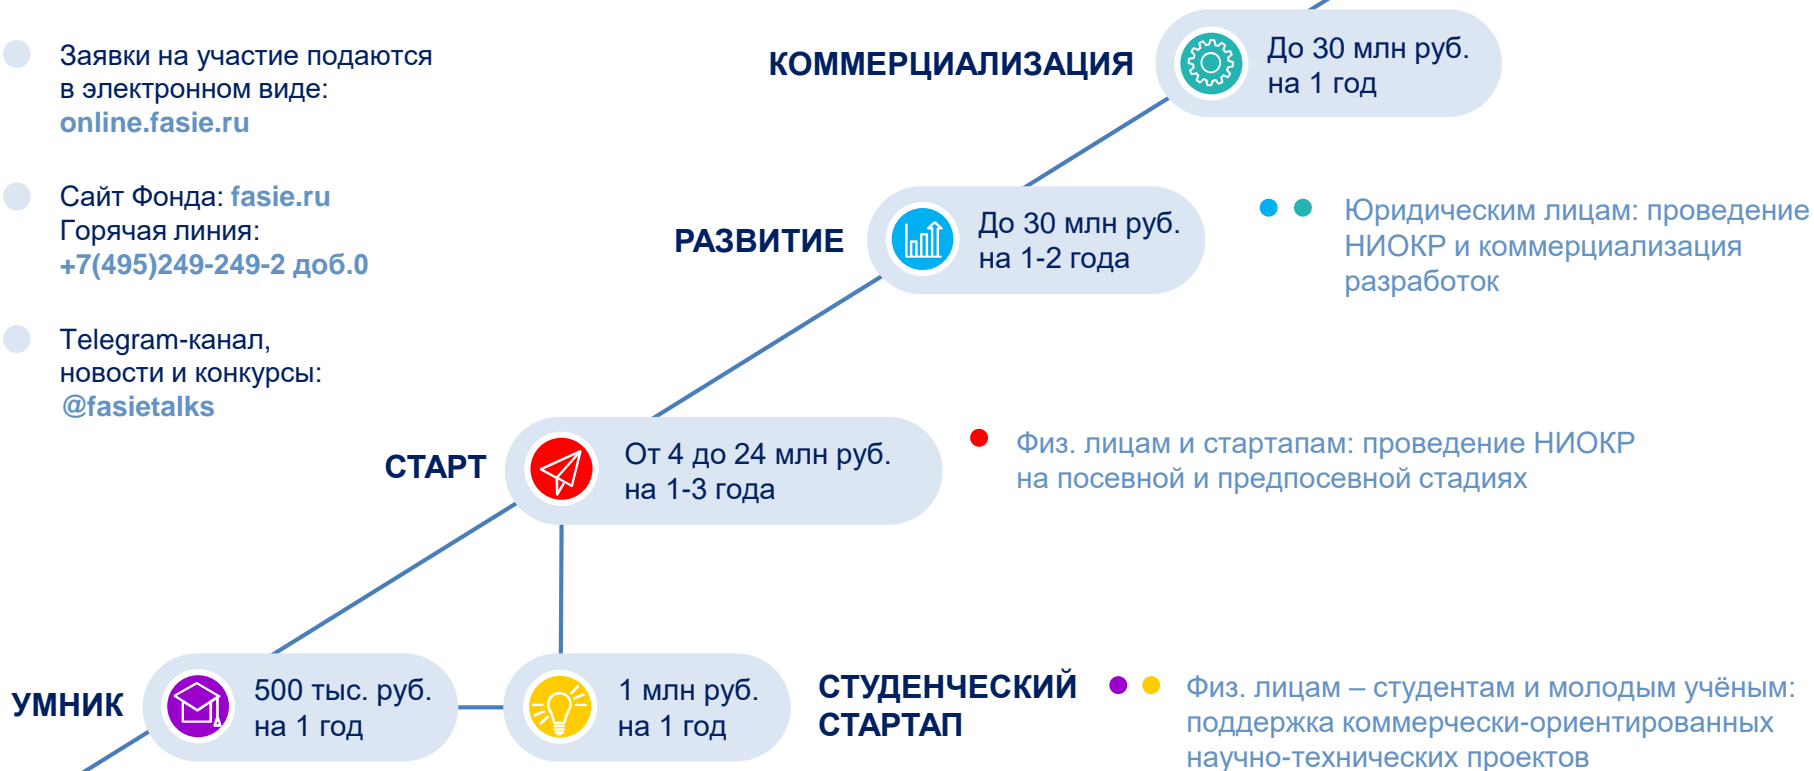 Заявки на участие подаются
в электронном виде:
online.fasie.ru
Сайт Фонда: fasie.ru
Горячая линия:
+7(495)249-249-2 доб.0
Telegram-канал,
новости и конкурсы:
@fasietalks
КОММЕРЦИАЛИЗАЦИЯ
До 30 млн руб.
на 1 год
РАЗВИТИЕ
До 30 млн руб.
на 1-2 года
Юридическим лицам: проведение
НИОКР и коммерциализация
разработок
СТАРТ
От 4 до 24 млн руб.
на 1-3 года
Физ. лицам и стартапам: проведение НИОКР
на посевной и предпосевной стадиях
УМНИК
500 тыс. руб.
на 1 год
1 млн руб.
на 1 год
СТУДЕНЧЕСКИЙ
СТАРТАП
Физ. лицам – студентам и молодым учёным:
поддержка коммерчески-ориентированных
научно-технических проектов